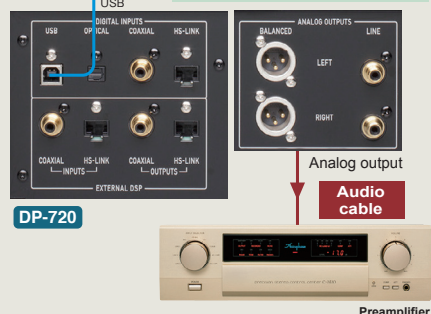 USB
DIGITAL INPUTS
USB OPTICAL COAXIAL HS-LINK
COAXIAL HS-LINK COAXIAL HS-LINK
INPUTS OUTPUTS
EXTERNAL DSP
ANALOG OUTPUTS
BALANCED LINE
LEFT
RIGHT
Analog output
Audio
cable
DP-720
Accuphase
Preamplifier